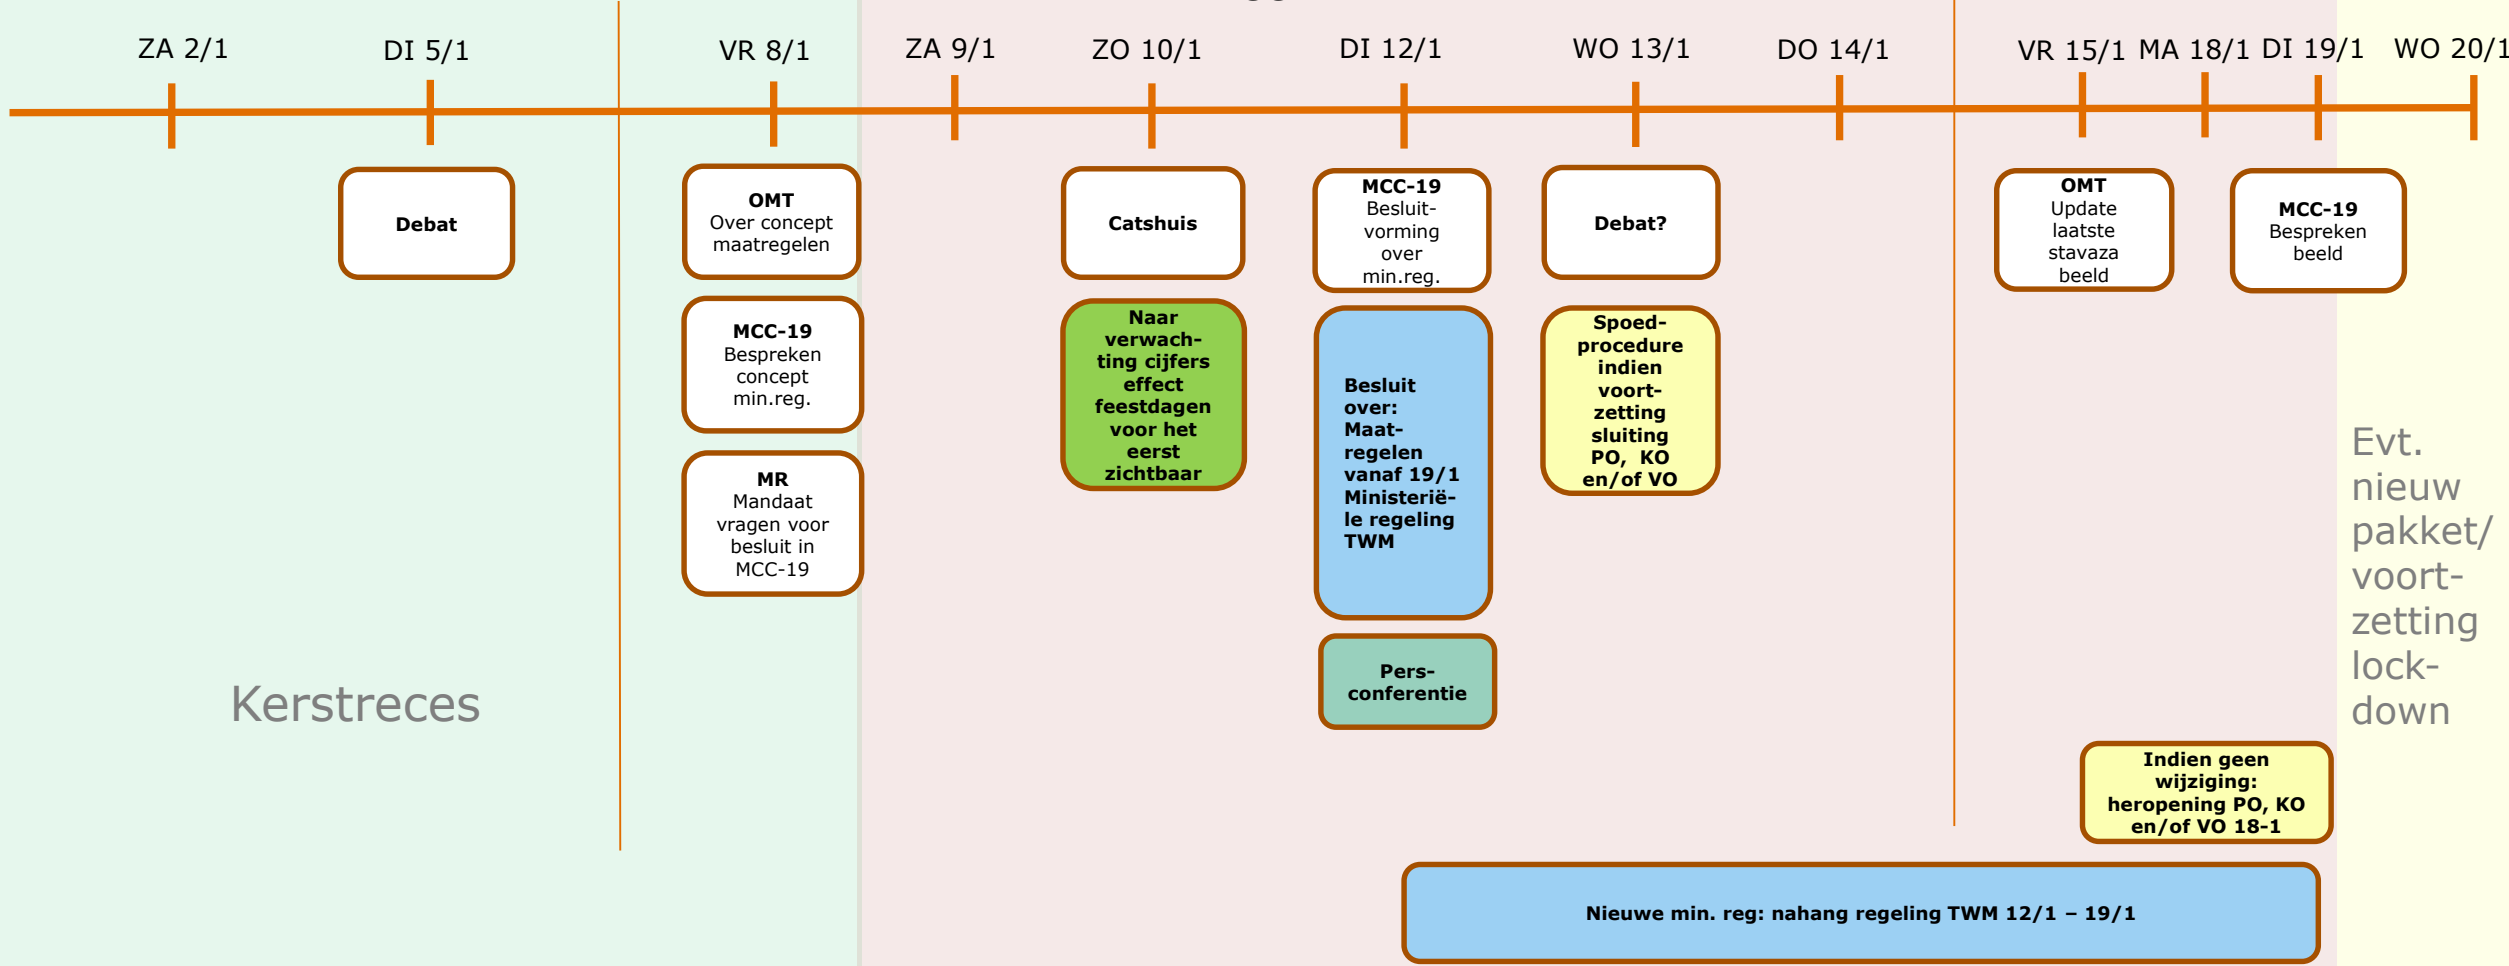 ZA 2/1
DI 5/1
VR 8/1
ZA 9/1
ZO 10/1
DI 12/1
WO 13/1
DO 14/1
VR 15/1
MA 18/1
DI 19/1
WO 20/1
Debat
OMT
Over concept
maatregelen
MCC-19
Bespreken
concept
min.reg.
MR
Mandaat
vragen voor
besluit in
MCC-19
Catshuis
Naar
verwach-
ting cijfers
effect
feestdagen
voor het
eerst
zichtbaar
MCC-19
Besluit-
vorming
over
min.reg.
Besluit
over:
Maat-
regelen
vanaf 19/1
Ministerië-
le regeling
TWM
Pers-
conferentie
Debat?
Spoed-
procedure
indien
voort-
zetting
sluiting
PO, KO
en/of VO
OMT
Update
laatste
stavaza
beeld
MCC-19
Bespreken
beeld
Evt.
nieuw
pakket/
voort-
zetting
lock-
down
Kerstreces
Indien geen
wijziging:
heropening PO, KO
en/of VO 18-1
Nieuwe min. reg: nahang regeling TWM 12/1 – 19/1